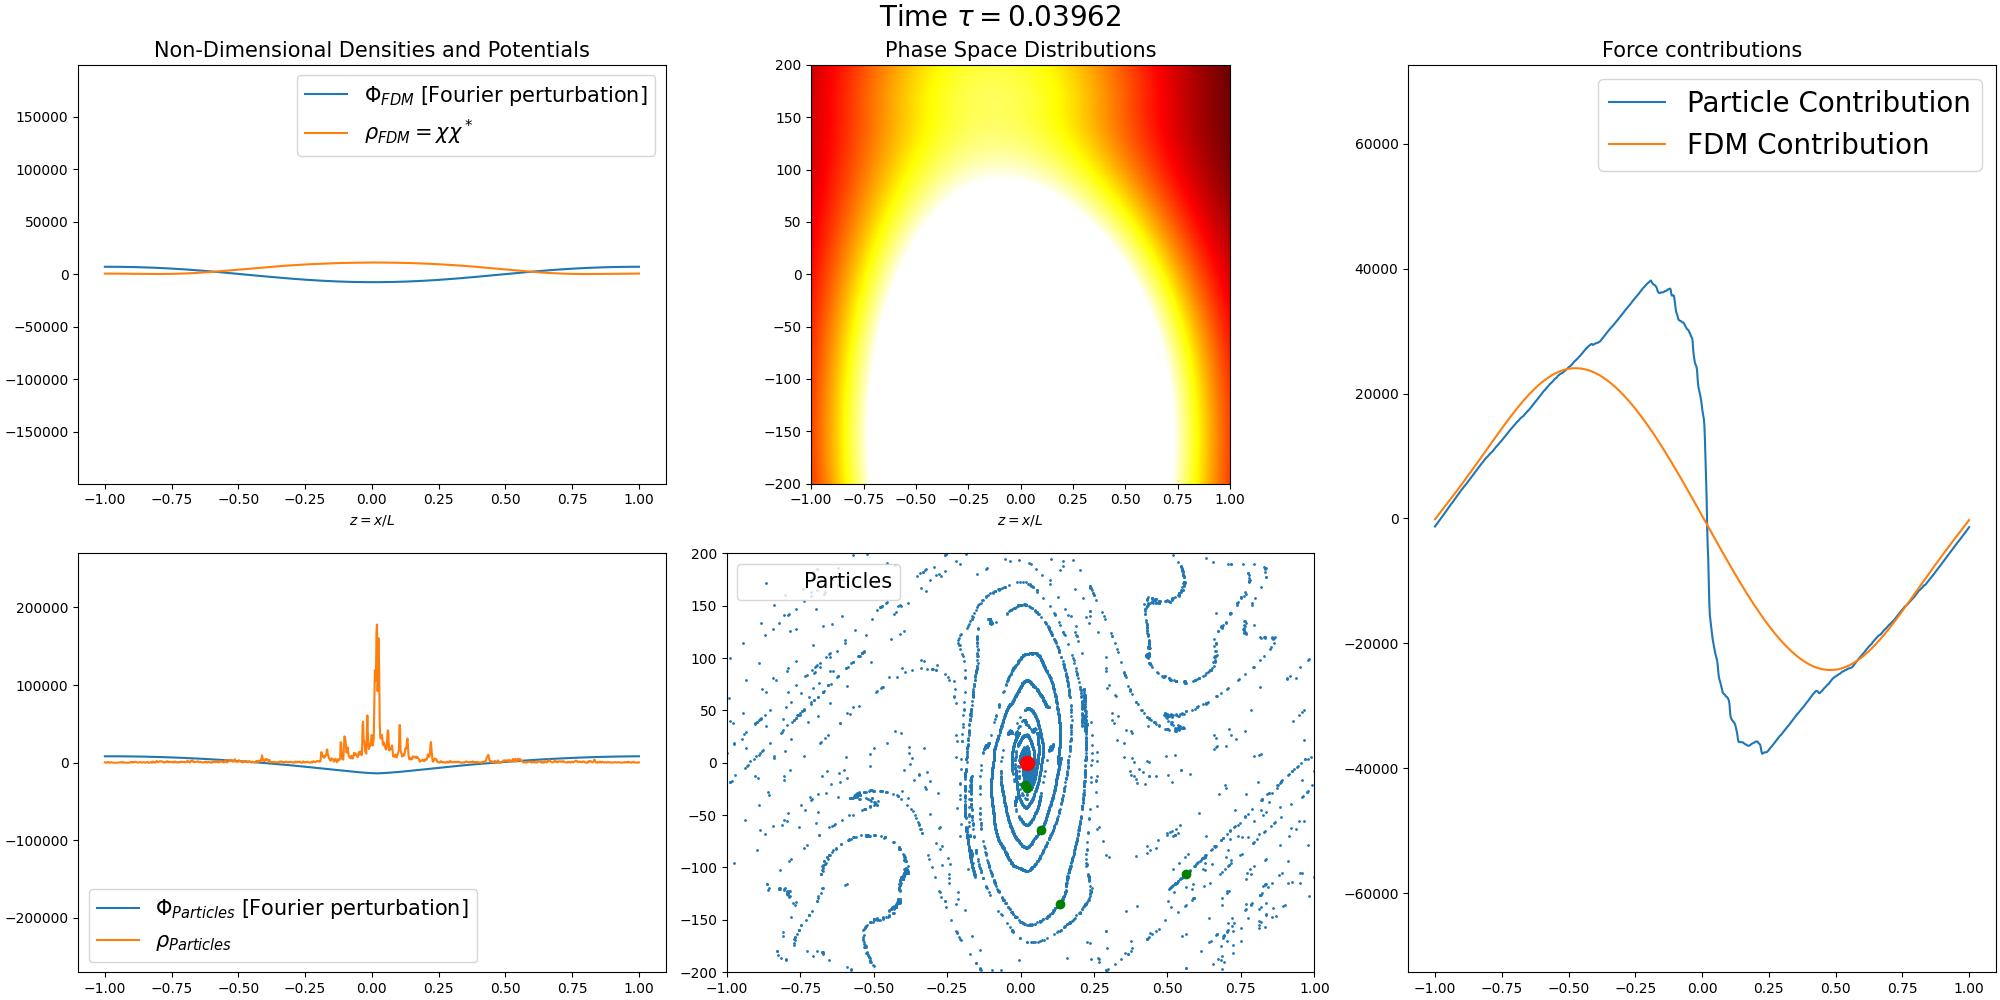 Time τ = 0.03962
Non-Dimensional Densities and Potentials
Φ_FDM [Fourier perturbation]
ρ_FDM = χχ*
150000
100000
50000
0
−50000
−100000
−150000
−1.00 −0.75 −0.50 −0.25 0.00 0.25 0.50 0.75 1.00
z = x/L
Phase Space Distributions
200
150
100
50
0
−50
−100
−150
−200
−1.00 −0.75 −0.50 −0.25 0.00 0.25 0.50 0.75 1.00
z = x/L
Force contributions
Particle Contribution
FDM Contribution
60000
40000
20000
0
−20000
−40000
−60000
−1.00 −0.75 −0.50 −0.25 0.00 0.25 0.50 0.75 1.00
200000
100000
0
−100000
−200000
Φ_Particles [Fourier perturbation]
ρ_Particles
−1.00 −0.75 −0.50 −0.25 0.00 0.25 0.50 0.75 1.00
Particles
200
150
100
50
0
−50
−100
−150
−200
−1.00 −0.75 −0.50 −0.25 0.00 0.25 0.50 0.75 1.00